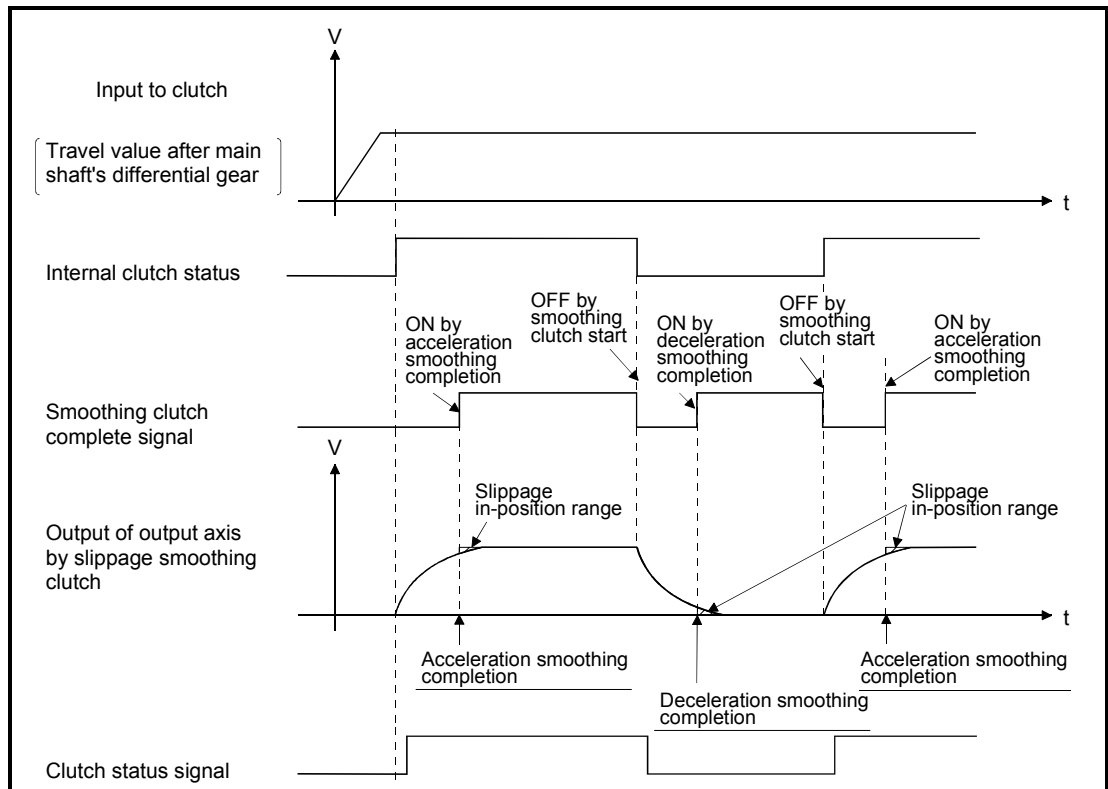 V
Input to clutch
Travel value after main
shaft's differential gear
t
Internal clutch status
ON by
acceleration
smoothing
completion
OFF by
smoothing
clutch start
ON by
deceleration
smoothing
completion
OFF by
smoothing
clutch start
ON by
acceleration
smoothing
completion
Smoothing clutch
complete signal
V
Slippage
in-position range
Slippage
in-position range
Output of output axis
by slippage smoothing
clutch
t
Acceleration smoothing
completion
Deceleration smoothing
completion
Acceleration smoothing
completion
Clutch status signal